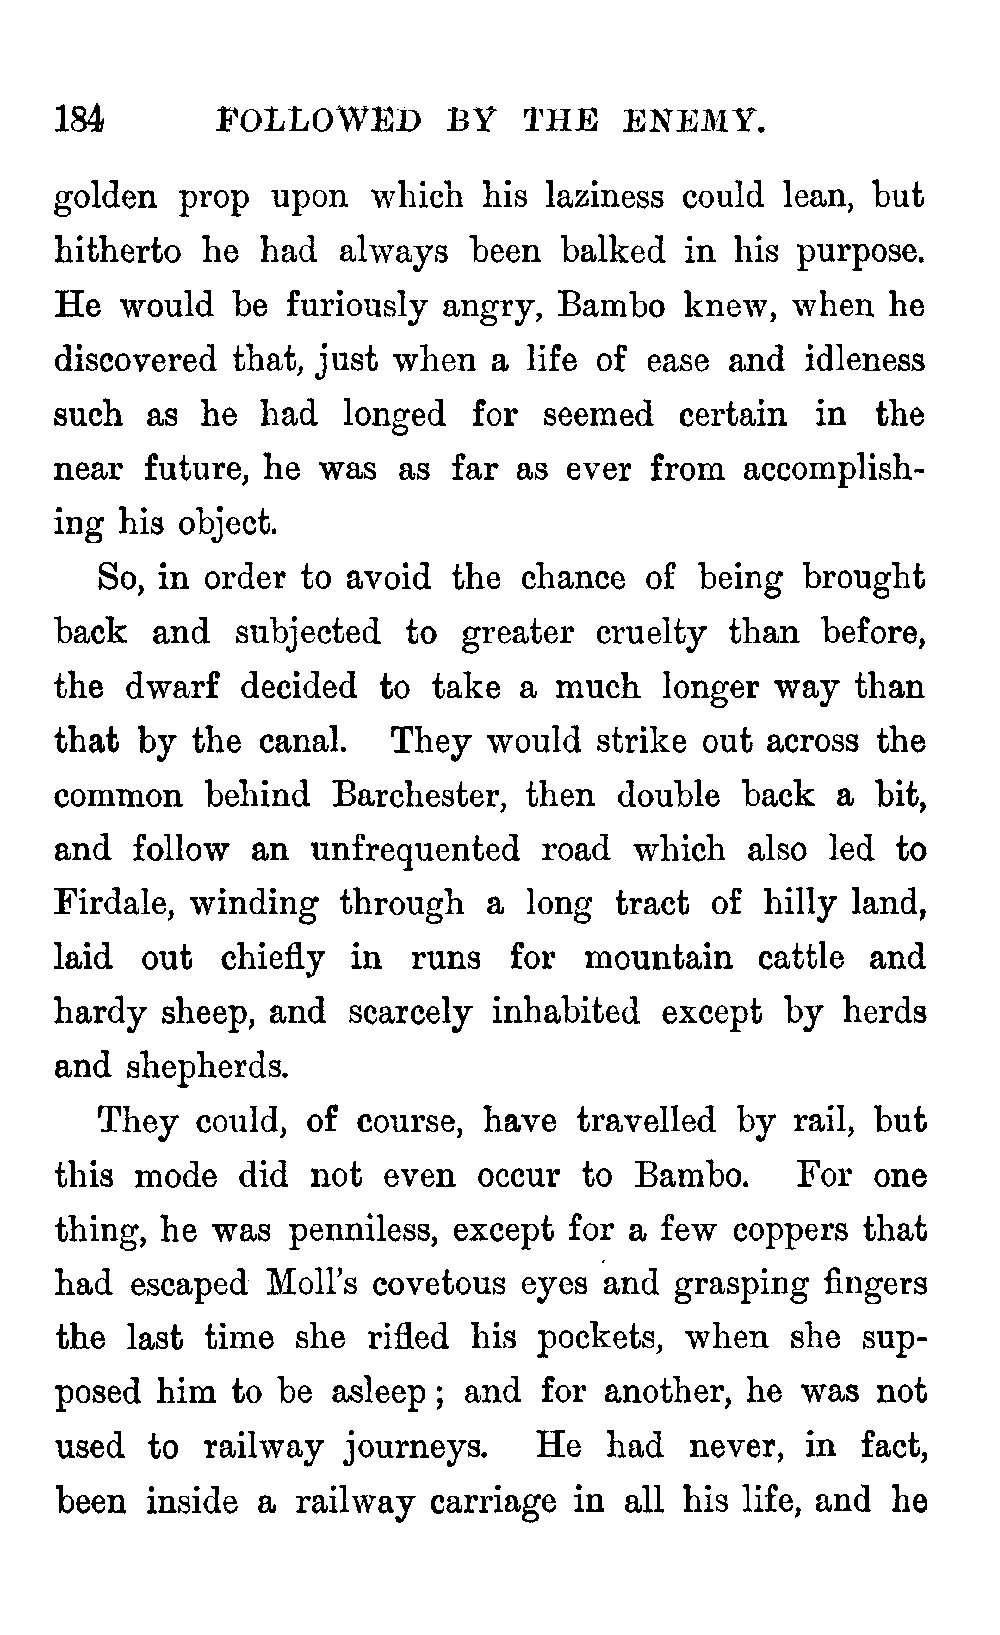 184 FOLLOWED BY THE ENEMY.
golden prop upon which his laziness could lean, but
hitherto he had always been balked in his purpose.
He would be furiously angry, Bambo knew, when he
discovered that, just when a life of ease and idleness
such as he had longed for seemed certain in the
near future, he was as far as ever from accomplish-
ing his object.
So, in order to avoid the chance of being brought
back and subjected to greater cruelty than before,
the dwarf decided to take a much longer way than
that by the canal. They would strike out across the
common behind Barchester, then double back a bit,
and follow an unfrequented road which also led to
Firdale, winding through a long tract of hilly land,
laid out chiefly in runs for mountain cattle and
hardy sheep, and scarcely inhabited except by herds
and shepherds.
They could, of course, have travelled by rail, but
this mode did not even occur to Bambo. For one
thing, he was penniless, except for a few coppers that
had escaped Moll's covetous eyes and grasping fingers
the last time she rifled his pockets, when she sup-
posed him to be asleep; and for another, he was not
used to railway journeys. He had never, in fact,
been inside a railway carriage in all his life, and he